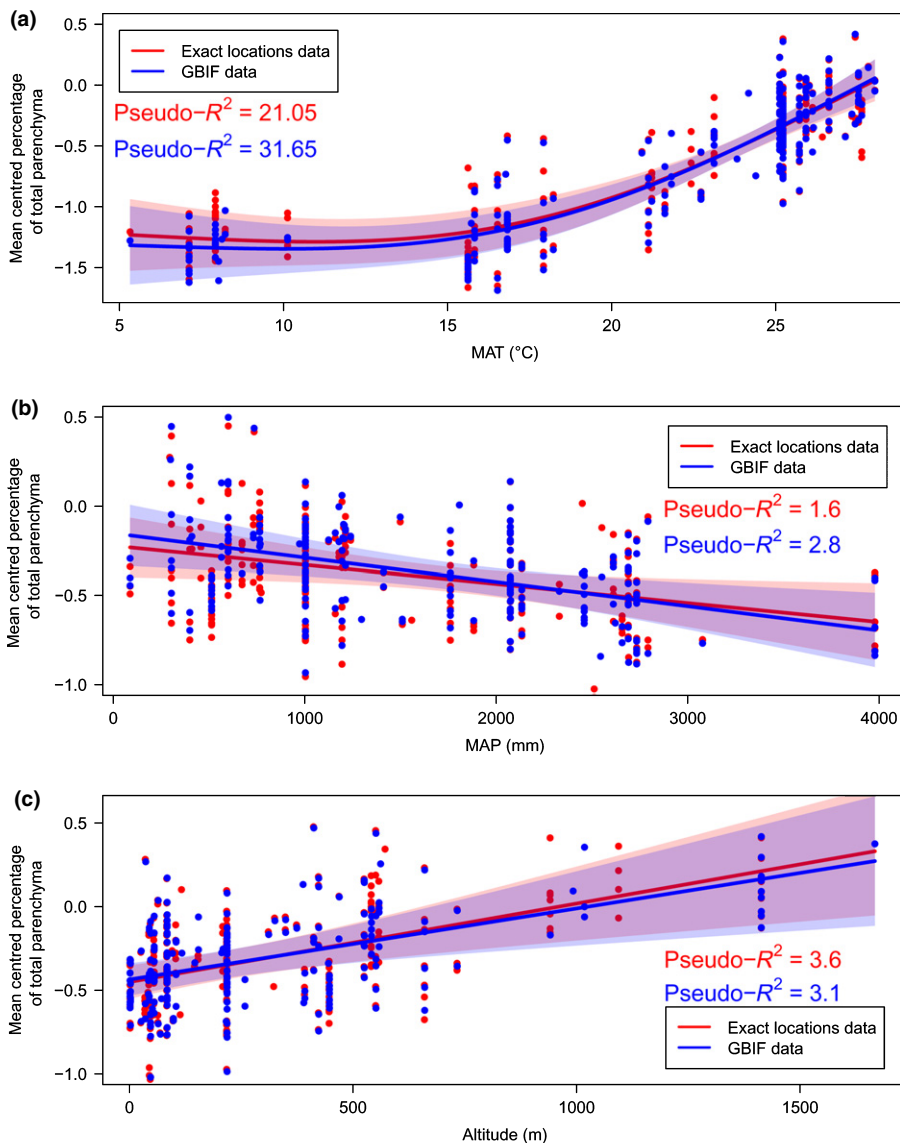 (a)
Mean centred percentage
of total parenchyma
0.5
0.0
−0.5
−1.0
−1.5
Exact locations data
GBIF data
Pseudo−R² = 21.05
Pseudo−R² = 31.65
5 10 15 20 25
MAT (°C)
(b)
Mean centred percentage
of total parenchyma
0.5
0.0
−0.5
−1.0
Exact locations data
GBIF data
Pseudo−R² = 1.6
Pseudo−R² = 2.8
0 1000 2000 3000 4000
MAP (mm)
(c)
Mean centred percentage
of total parenchyma
0.5
0.0
−0.5
−1.0
Pseudo−R² = 3.6
Pseudo−R² = 3.1
Exact locations data
GBIF data
0 500 1000 1500
Altitude (m)